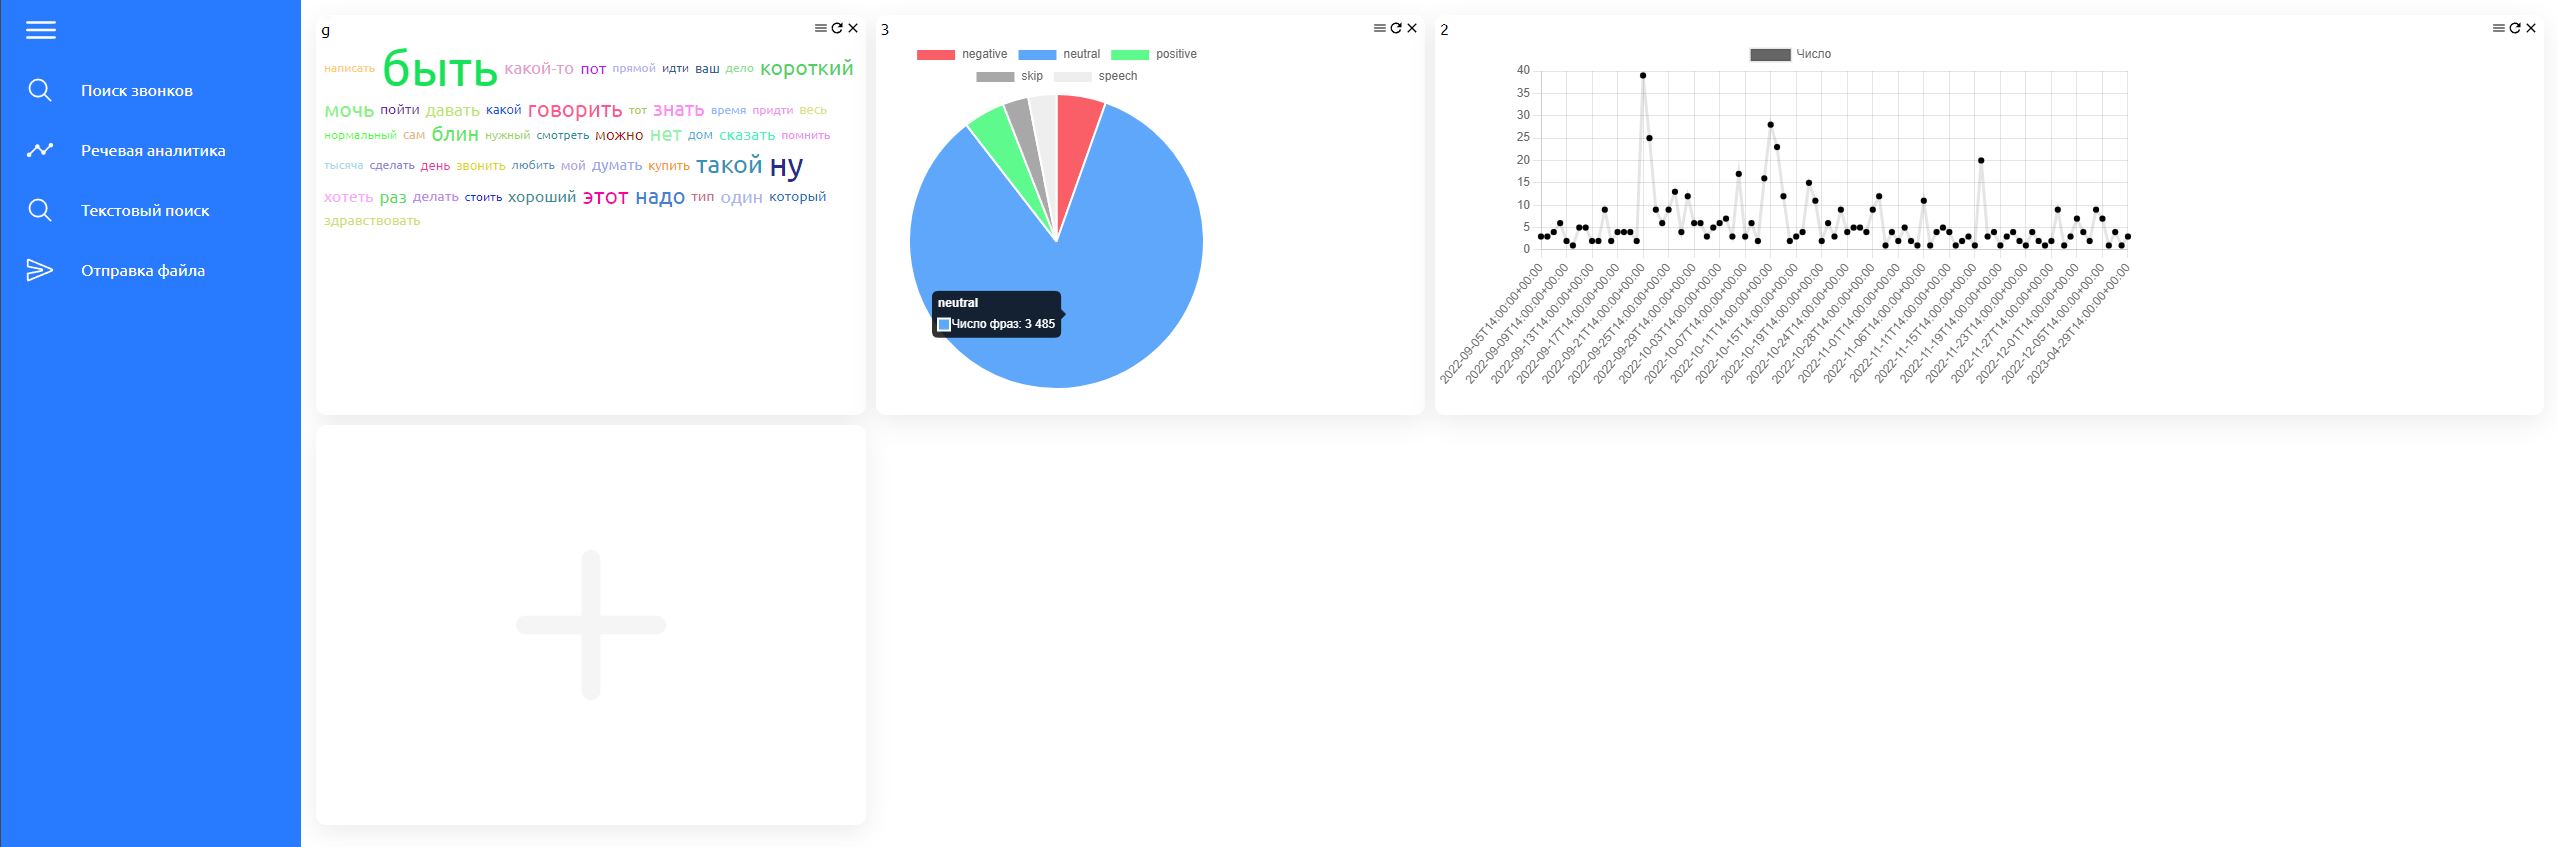 Поиск звонков
Речевая аналитика
Текстовый поиск
Отправка файла
g
написать быть какой-то пот прямой идти ваш дело короткий
мочь пойти давать какой говорить тот знать время придти весь
нормальный сам блин нужный смотреть можно нет дом сказать помнить
тысяча сделать день звонить любить мой думать купить такой ну
хотеть раз делать стоить хороший этот надо тип один который
здравствовать
3
negative neutral positive
skip speech
neutral
Число фраз: 3 485
2
Число
40
35
30
25
20
15
10
5
0
2022-09-05T14:00:00+00:00
2022-09-09T14:00:00+00:00
2022-09-13T14:00:00+00:00
2022-09-17T14:00:00+00:00
2022-09-21T14:00:00+00:00
2022-09-25T14:00:00+00:00
2022-09-29T14:00:00+00:00
2022-10-03T14:00:00+00:00
2022-10-07T14:00:00+00:00
2022-10-11T14:00:00+00:00
2022-10-15T14:00:00+00:00
2022-10-19T14:00:00+00:00
2022-10-24T14:00:00+00:00
2022-10-28T14:00:00+00:00
2022-11-01T14:00:00+00:00
2022-11-06T14:00:00+00:00
2022-11-11T14:00:00+00:00
2022-11-15T14:00:00+00:00
2022-11-19T14:00:00+00:00
2022-11-23T14:00:00+00:00
2022-11-27T14:00:00+00:00
2022-12-01T14:00:00+00:00
2022-12-05T14:00:00+00:00
2023-04-29T14:00:00+00:00